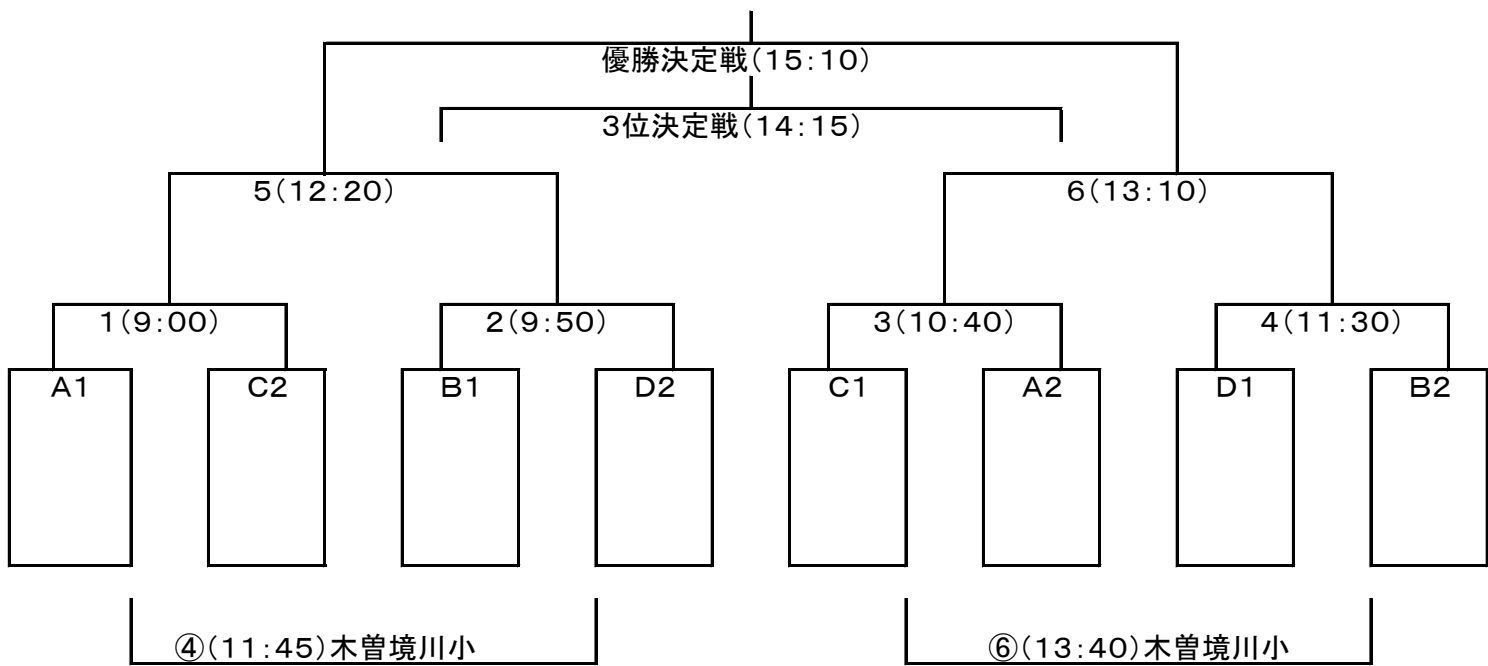 優勝決定戦(15:10)
3位決定戦(14:15)
5(12:20) 6(13:10)
1(9:00) 2(9:50) 3(10:40) 4(11:30)
A1 C2 B1 D2 C1 A2 D1 B2
④(11:45)木曽境川小 ⑥(13:40)木曽境川小